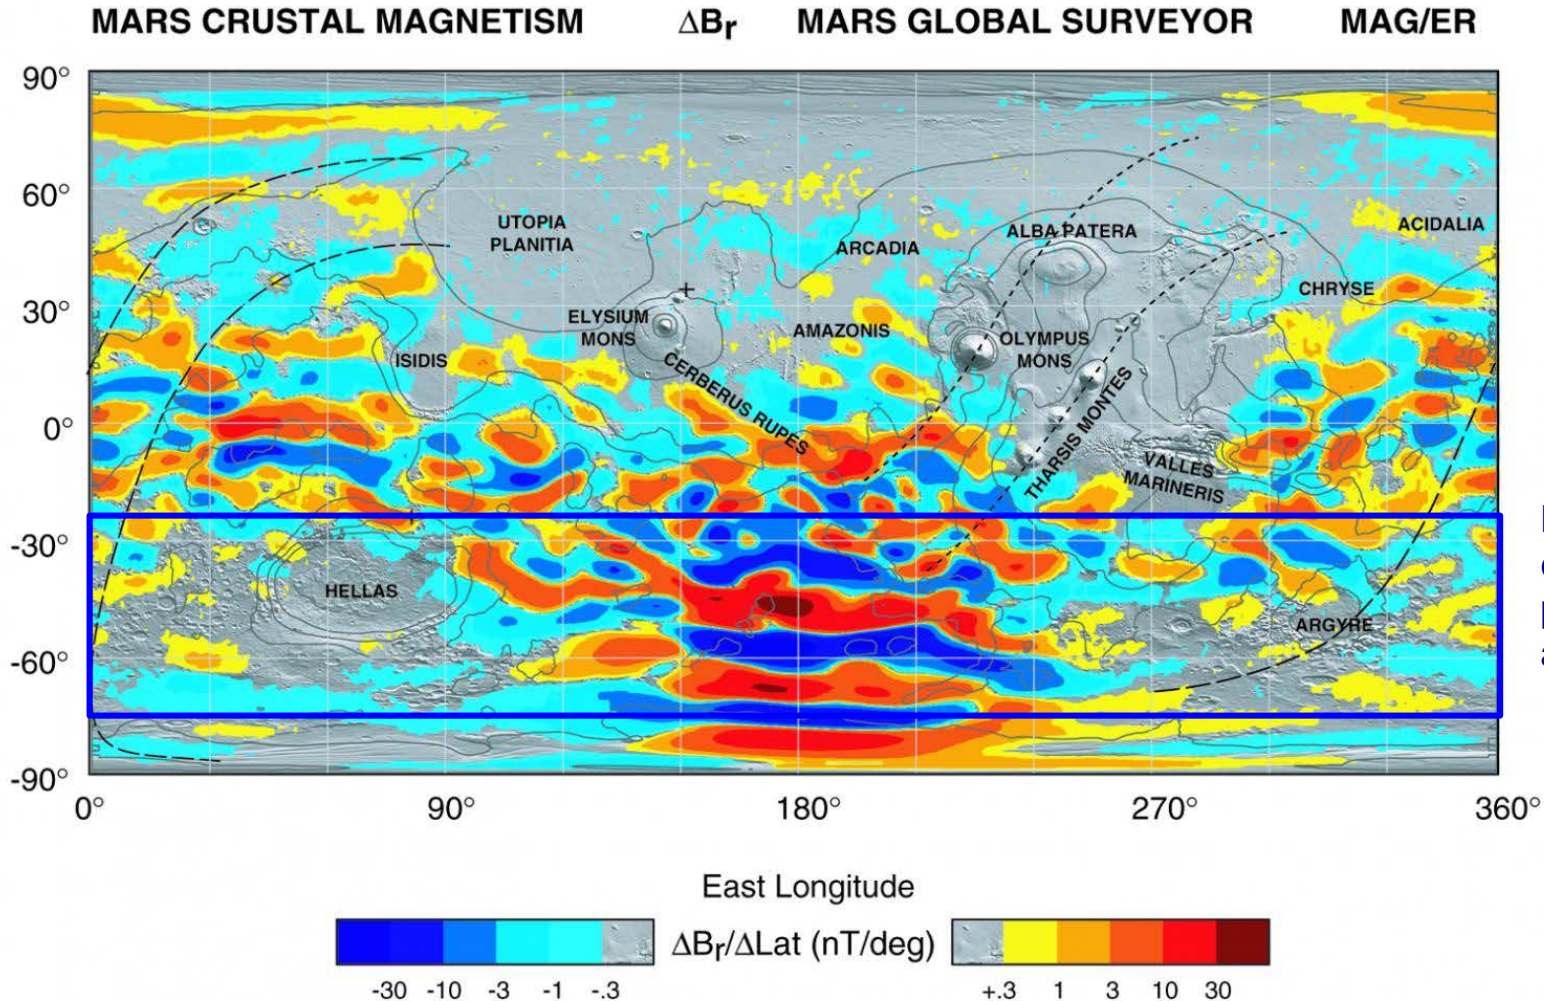 MARS CRUSTAL MAGNETISM ΔBr MARS GLOBAL SURVEYOR MAG/ER
90°
60°
UTOPIA
PLANITIA
ARCADIA
ALBA PATERA
ACIDALIA
30°
ELYSIUM
MONS
AMAZONIS
OLYMPUS
MONS
CHRYSE
ISIDIS
CERBERUS RUPES
THARSIS MONTES
0°
VALLES
MARINERIS
-30°
HELLAS
ARGYRE
-60°
-90°
0° 90° 180° 270° 360°
East Longitude
ΔBr/ΔLat (nT/deg)
-30 -10 -3 -1 -.3 +.3 1 3 10 30